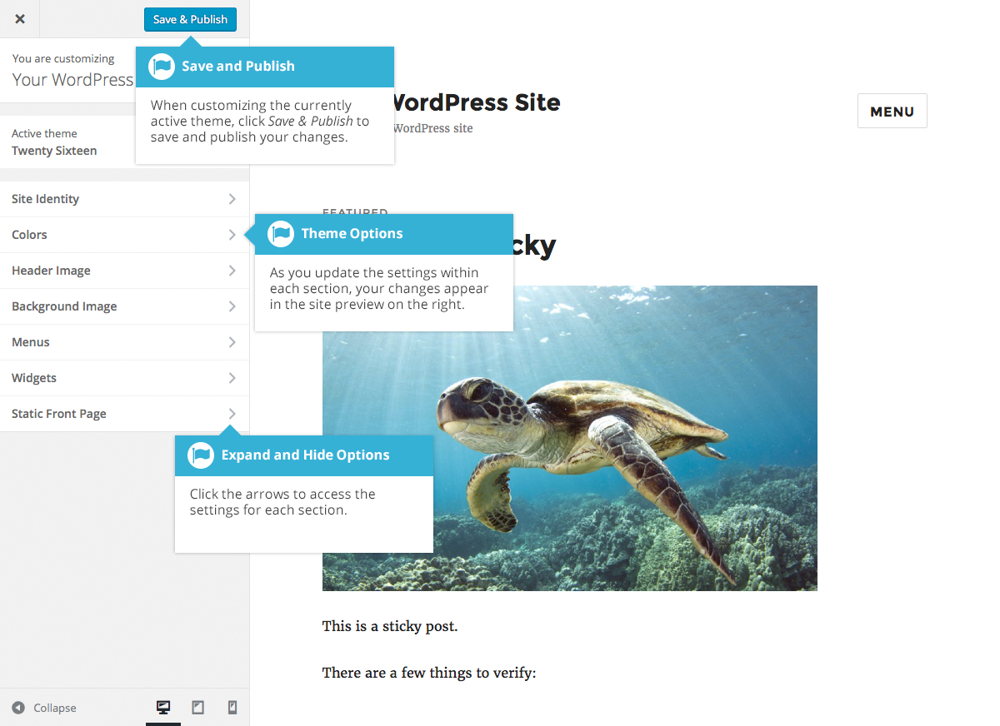 Save & Publish
You are customizing
Your WordPress
Save and Publish
When customizing the currently
active theme, click Save & Publish to
save and publish your changes.
Active theme
Twenty Sixteen
WordPress Site
WordPress site
MENU
Site Identity
Colors
Header Image
Background Image
Menus
Widgets
Static Front Page
FEATURED
cky
Theme Options
As you update the settings within
each section, your changes appear
in the site preview on the right.
Expand and Hide Options
Click the arrows to access the
settings for each section.
This is a sticky post.
There are a few things to verify:
Collapse